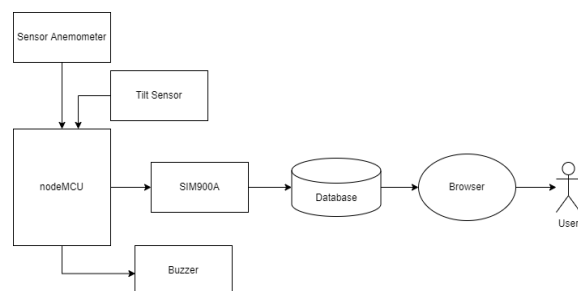 Sensor Anemometer
Tilt Sensor
nodeMCU
SIM900A
Database
Browser
User
Buzzer